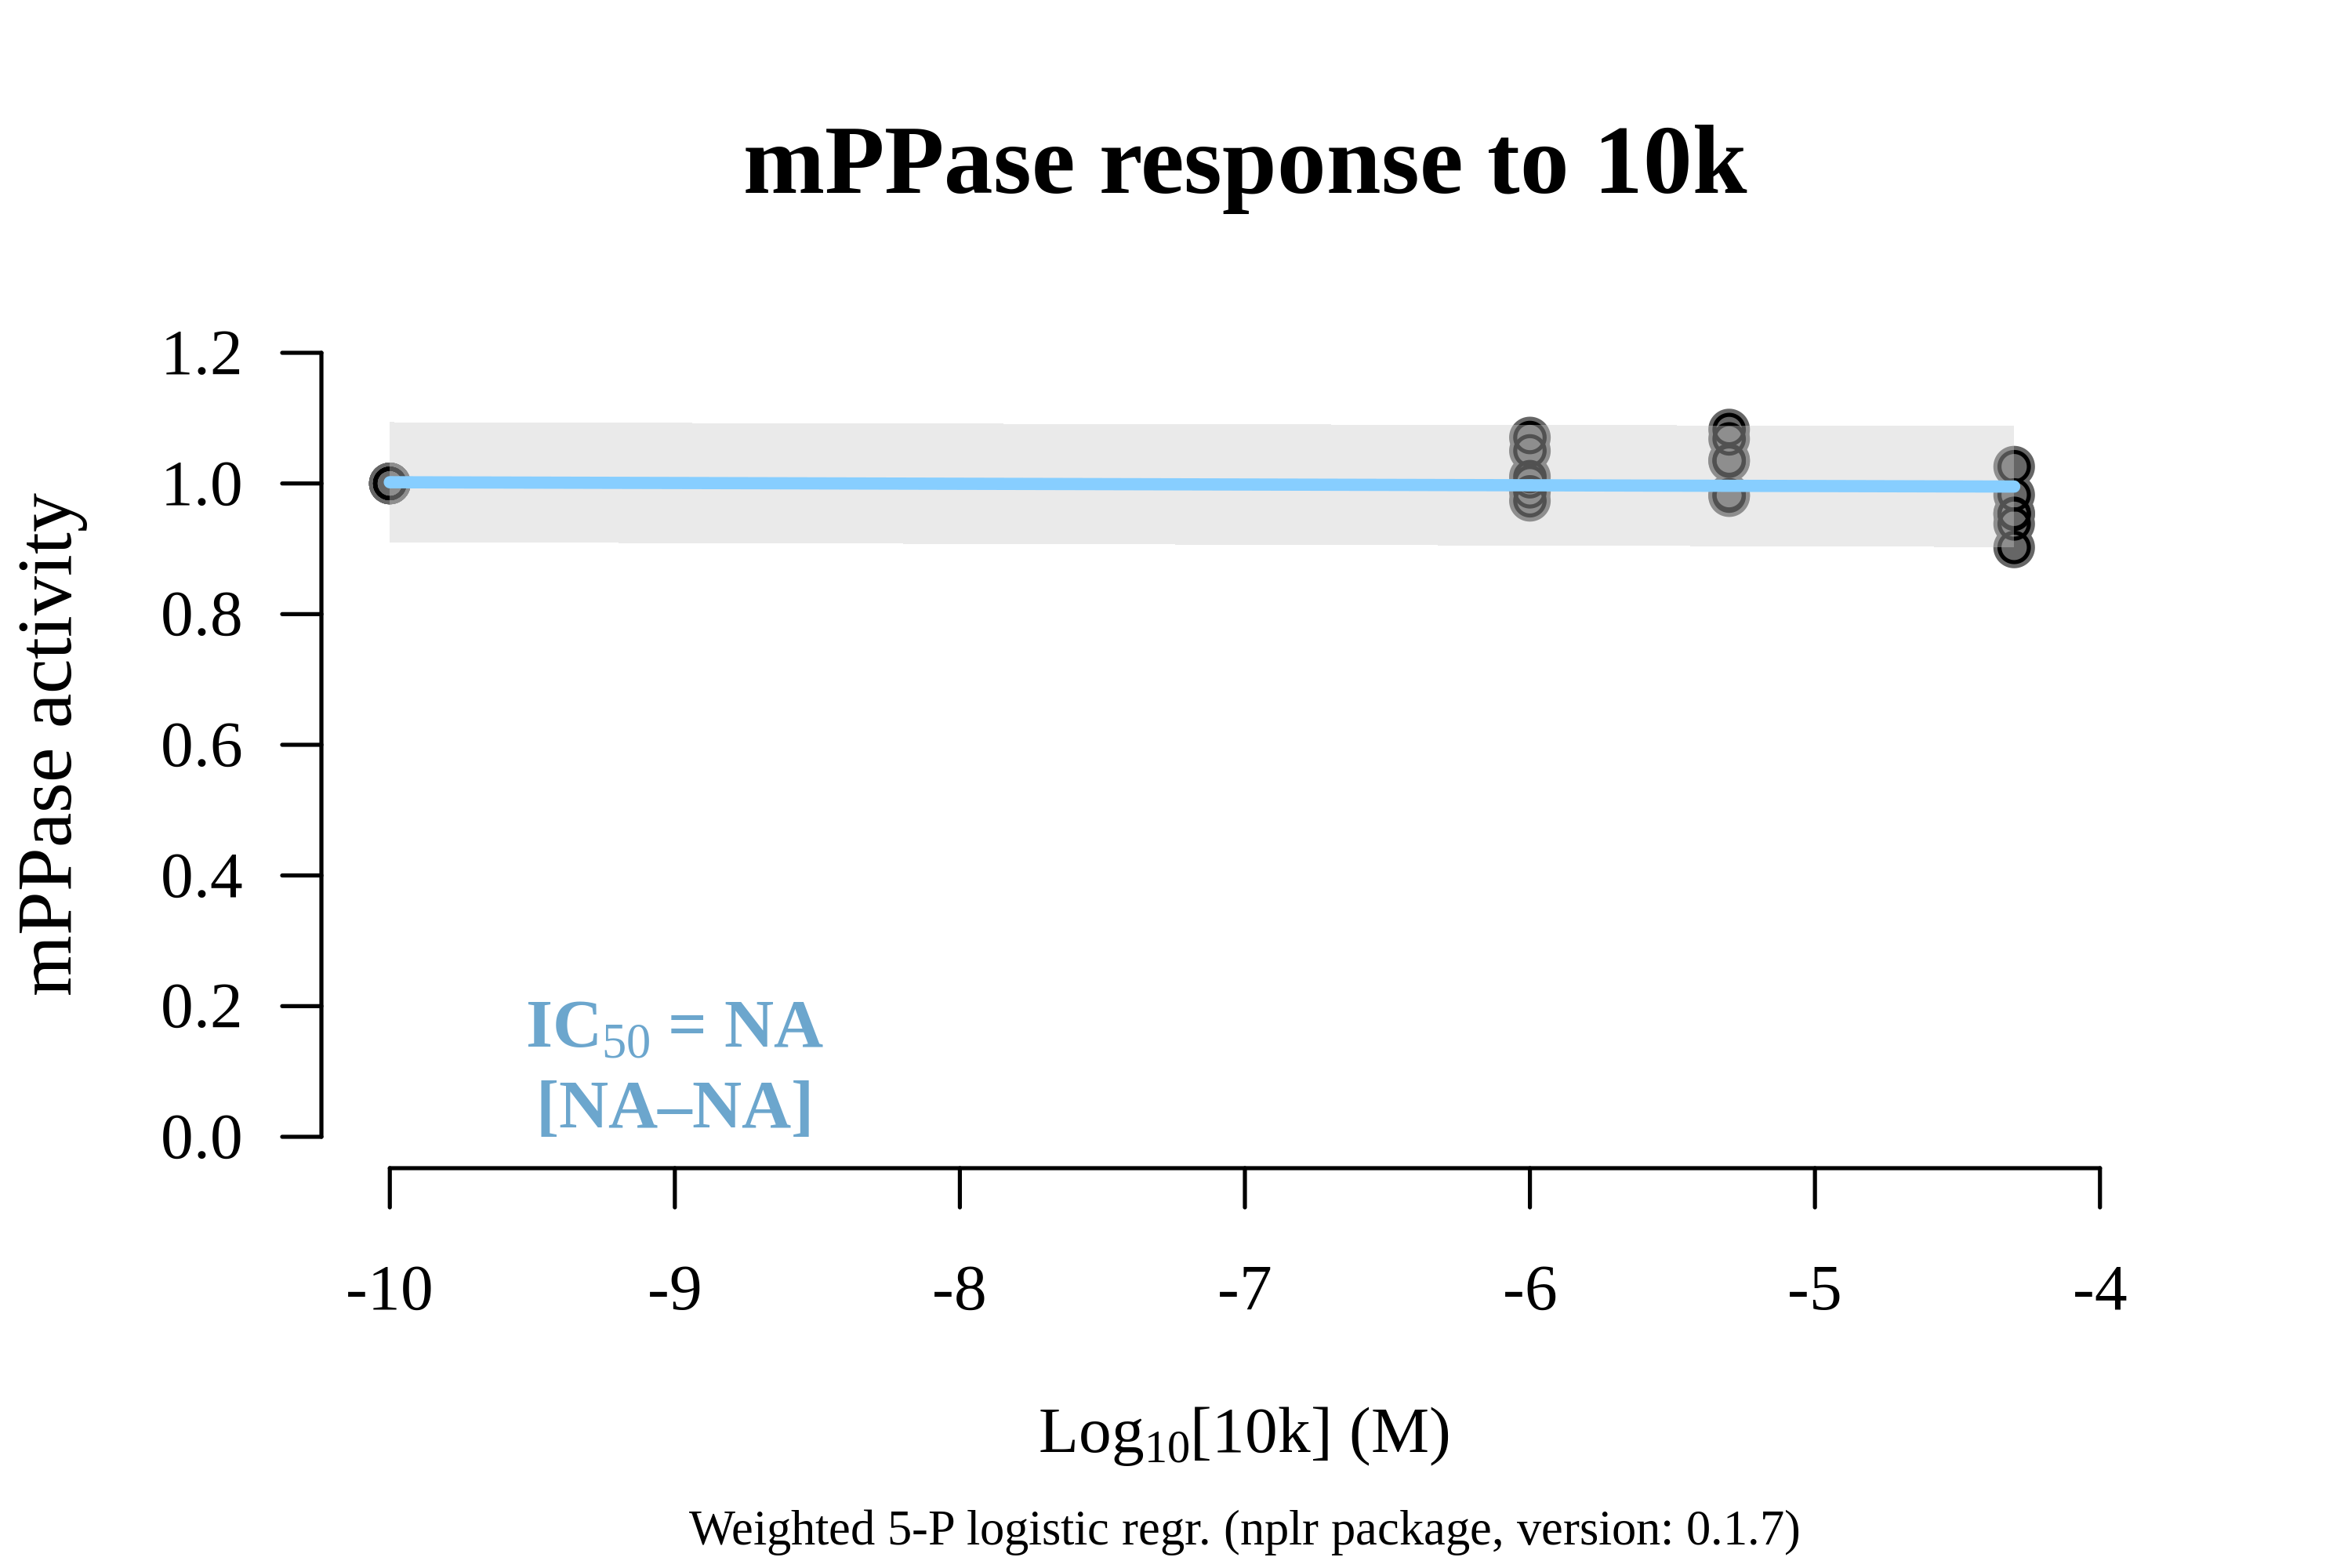 mPPase response to 10k
mPPase activity
1.2
1.0
0.8
0.6
0.4
0.2
0.0
IC50 = NA
[NA–NA]
-10 -9 -8 -7 -6 -5 -4
Log10[10k] (M)
Weighted 5-P logistic regr. (nplr package, version: 0.1.7)